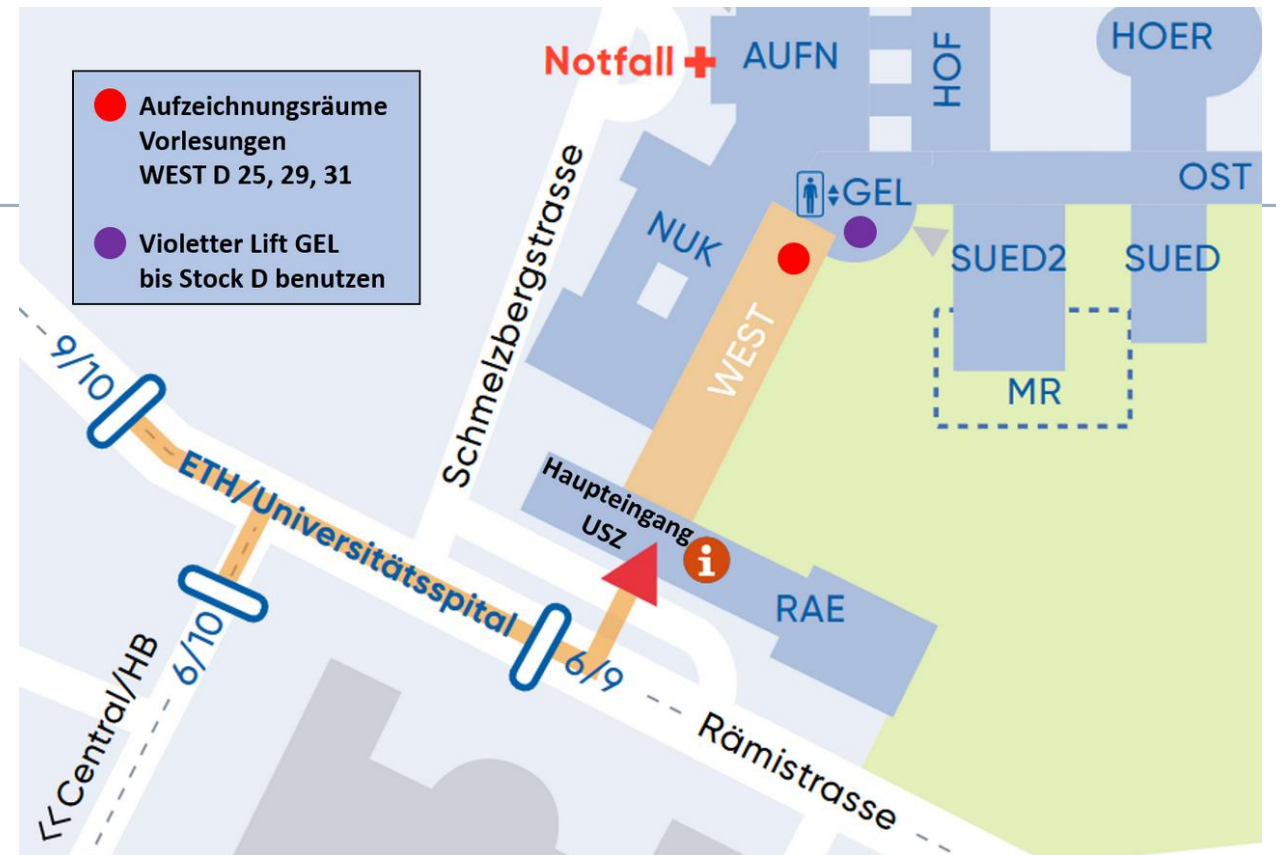 Notfall
AUFN
HOF
HOER
Aufzeichnungsräume
Vorlesungen
WEST D 25, 29, 31
Violetter Lift GEL
bis Stock D benutzen
Schmelzbergstrasse
NUK
GEL
OST
SUED2
SUED
WEST
MR
9/10
ETH/Universitätsspital
Haupteingang
USZ
i
RAE
6/10
6/9
<<Central/HB
Rämistrasse